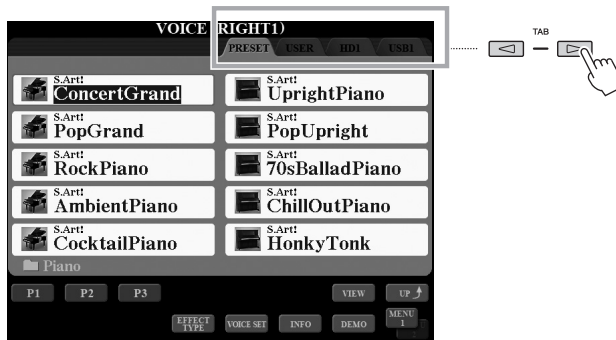 VOICE (RIGHT1)
PRESET USER HD1 USB1
TAB
S.Art!
ConcertGrand
S.Art!
UprightPiano
S.Art!
PopGrand
S.Art!
PopUpright
S.Art!
RockPiano
S.Art!
70sBalladPiano
S.Art!
AmbientPiano
S.Art!
ChillOutPiano
S.Art!
CocktailPiano
S.Art!
HonkyTonk
Piano
P1 P2 P3 VIEW UP
EFFECT TYPE VOICE SET INFO DEMO MENU 1